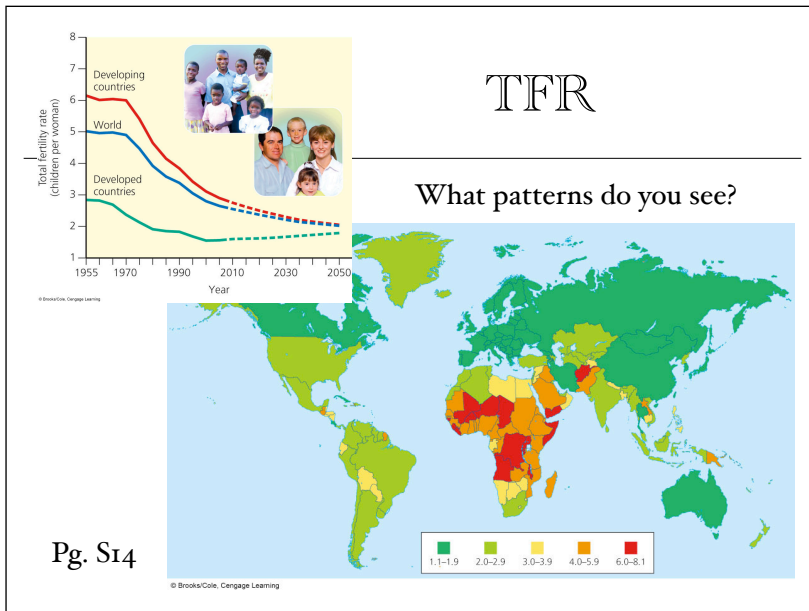 TFR
What patterns do you see?
8
7
6
5
4
3
2
1
Total fertility rate
(children per woman)
Developing
countries
World
Developed
countries
1955 1970 1990 2010 2030 2050
Year
© Brooks/Cole, Cengage Learning
1.1–1.9 2.0–2.9 3.0–3.9 4.0–5.9 6.0–8.1
Pg. S14
© Brooks/Cole, Cengage Learning